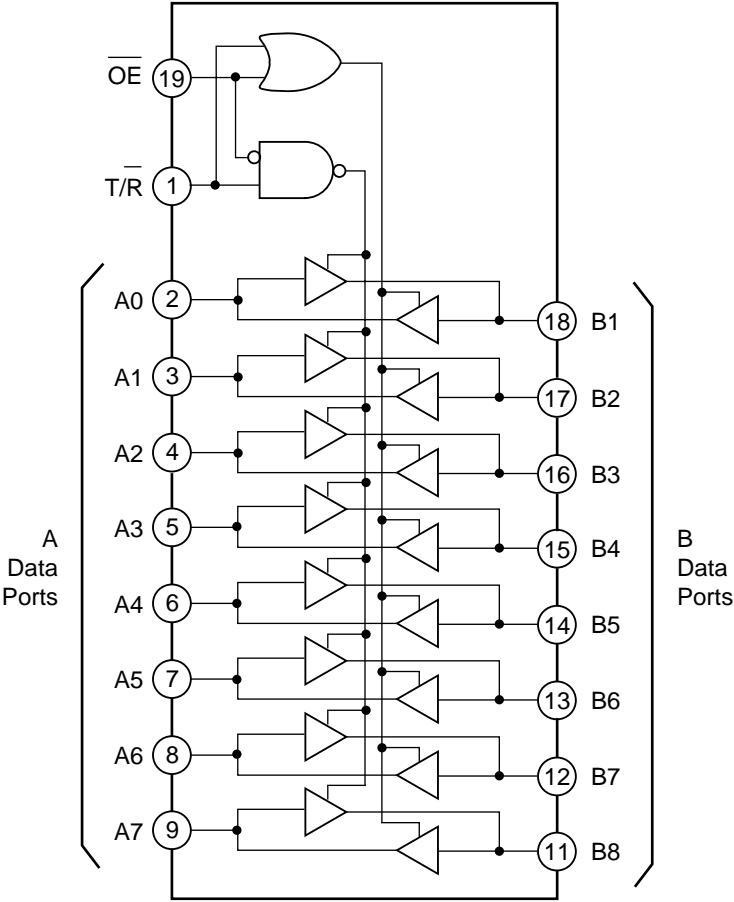 O̅E̅ 19
T/R̅ 1
A0 2
18 B1
A1 3
17 B2
A2 4
16 B3
A3 5
15 B4
A
Data
Ports
B
Data
Ports
A4 6
14 B5
A5 7
13 B6
A6 8
12 B7
A7 9
11 B8